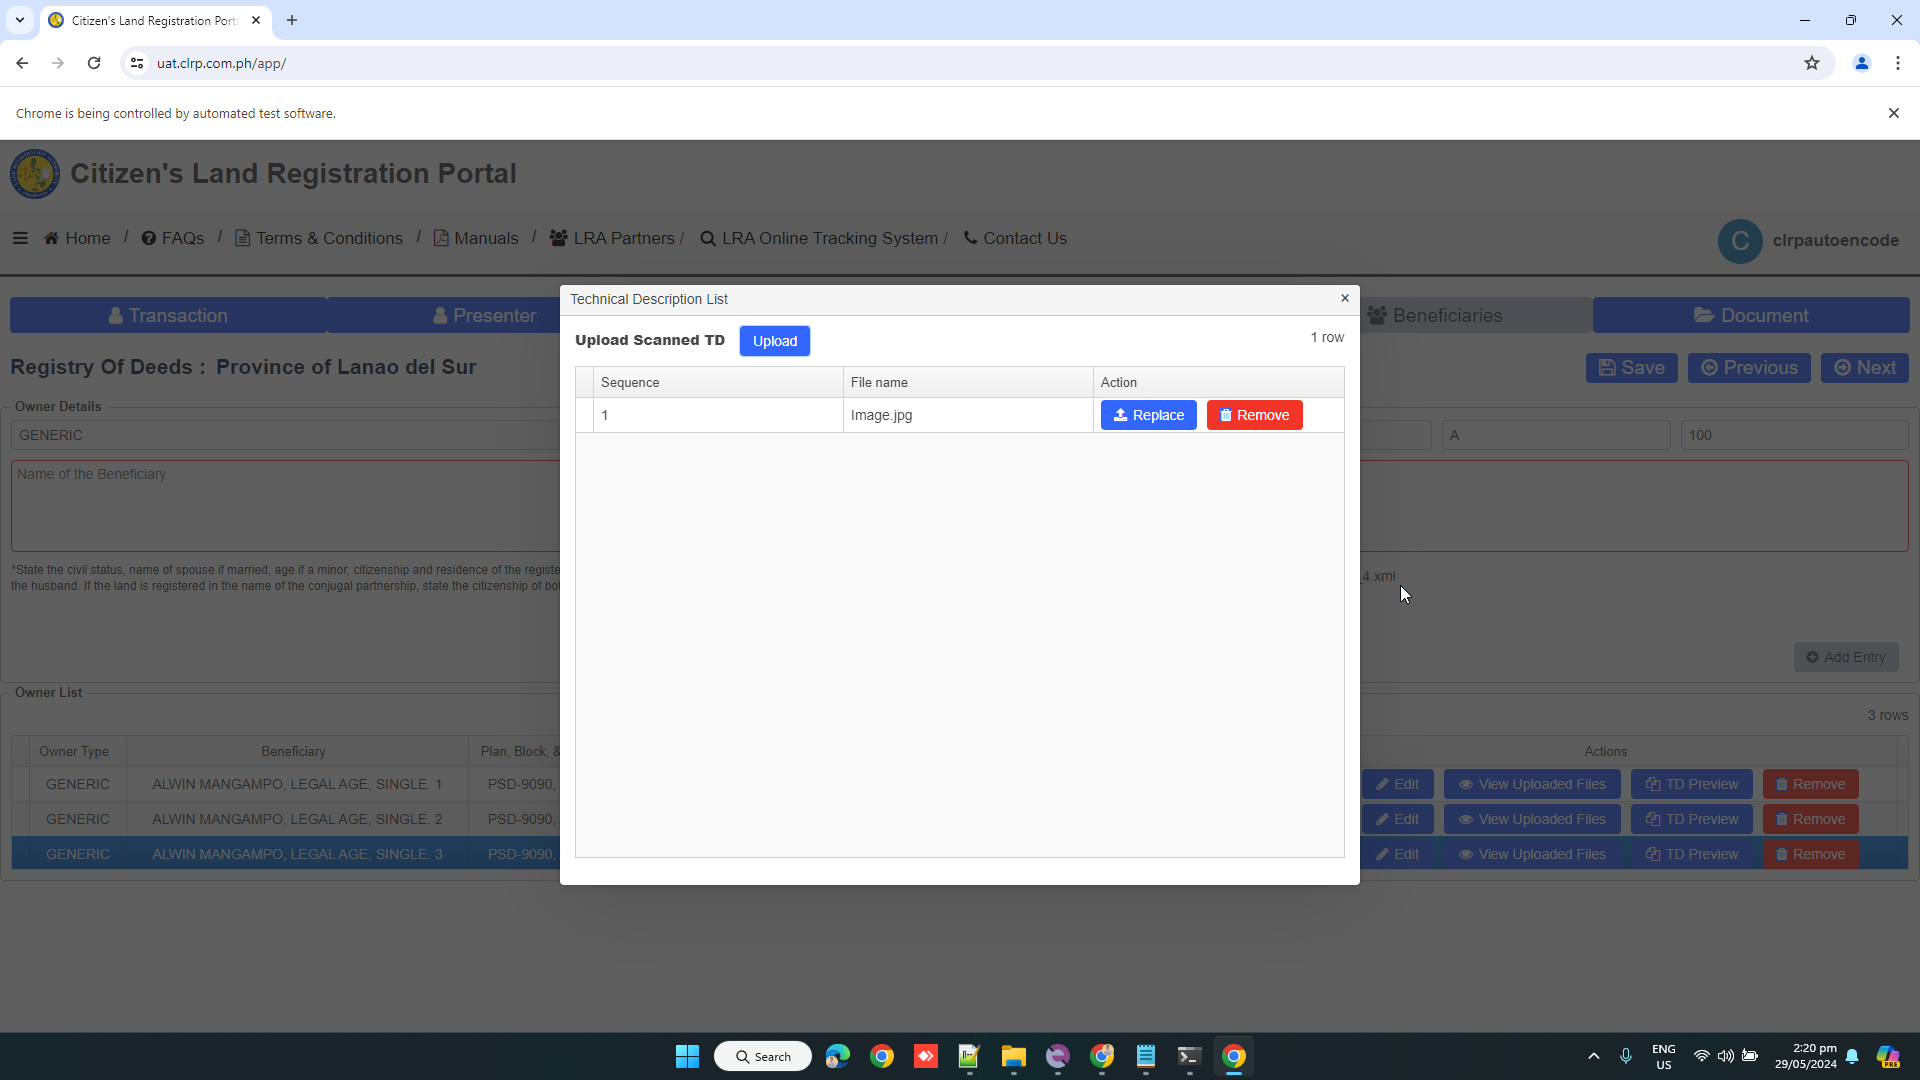 Citizen's Land Registration Porta
uat.clrp.com.ph/app/
Chrome is being controlled by automated test software.
Citizen's Land Registration Portal
Home / FAQs / Terms & Conditions / Manuals / LRA Partners / LRA Online Tracking System / Contact Us
C clrpautoencode
Transaction Presenter Beneficiaries Document
Registry Of Deeds : Province of Lanao del Sur
Save Previous Next
Owner Details
GENERIC A 100
Name of the Beneficiary
*State the civil status, name of spouse if married, age if a minor, citizenship and residence of the registe
the husband. If the land is registered in the name of the conjugal partnership, state the citizenship of bo
_4.xml
Add Entry
Technical Description List
Upload Scanned TD Upload 1 row
Sequence File name Action
1 Image.jpg Replace Remove
Owner List
3 rows
Owner Type Beneficiary Plan, Block, & Actions
GENERIC ALWIN MANGAMPO, LEGAL AGE, SINGLE. 1 PSD-9090, Edit View Uploaded Files TD Preview Remove
GENERIC ALWIN MANGAMPO, LEGAL AGE, SINGLE. 2 PSD-9090, Edit View Uploaded Files TD Preview Remove
GENERIC ALWIN MANGAMPO, LEGAL AGE, SINGLE. 3 PSD-9090, Edit View Uploaded Files TD Preview Remove
Search
ENG
US
2:20 pm
29/05/2024
PRE